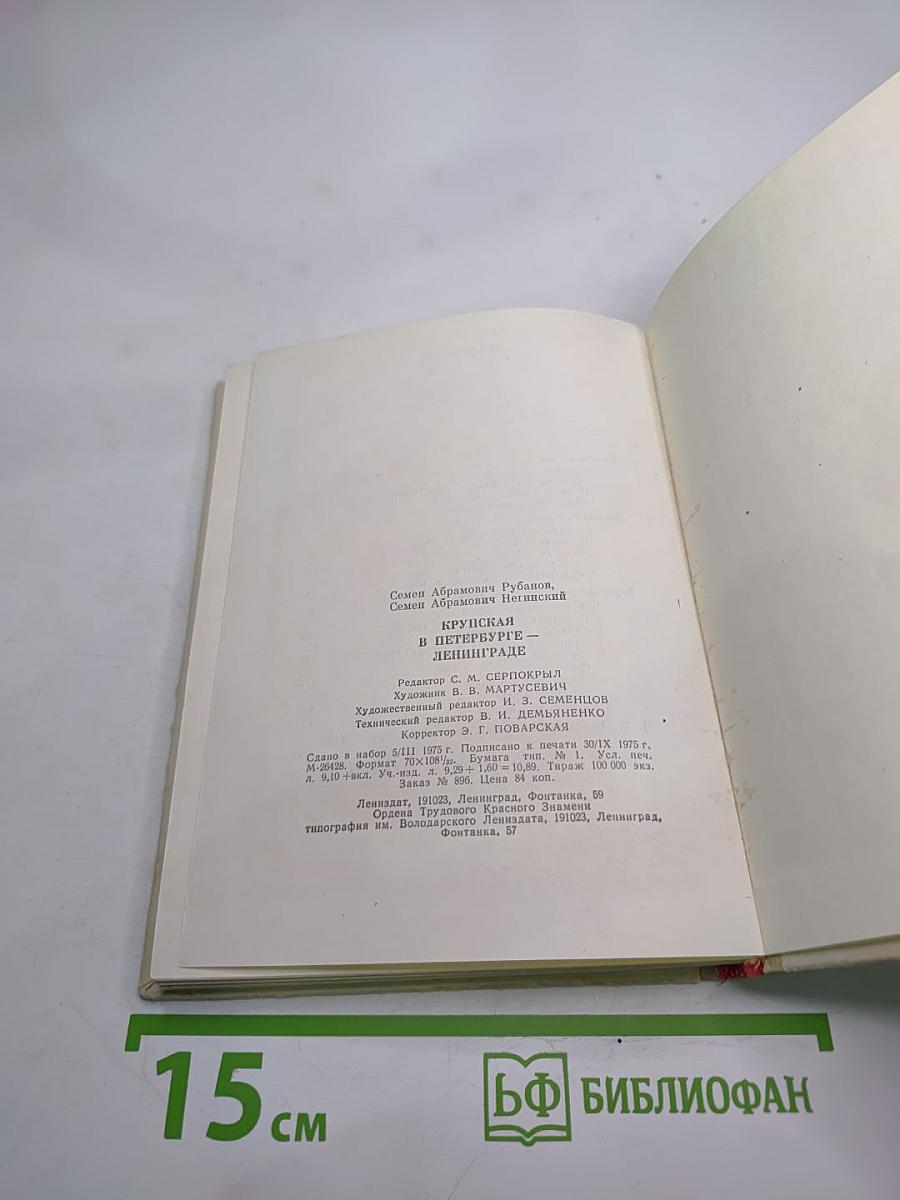 Семен Абрамович Рубанов,
Семен Абрамович Негинский
КРУПСКАЯ
В ПЕТЕРБУРГЕ —
ЛЕНИНГРАДЕ
Редактор С. М. СЕРПОКРЫЛ
Художник В. В. МАРТУСЕВИЧ
Художественный редактор И. З. СЕМЕНЦОВ
Технический редактор В. И. ДЕМЬЯНЕНКО
Корректор Э. Г. ПОВАРСКАЯ
Сдано в набор 5/III 1975 г. Подписано к печати 30/IX 1975 г.
М-26428. Формат 70×108¹/₃₂. Бумага тип. № 1. Усл. печ.
л. 9,10+вкл. Уч.-изд. л. 9,29+1,60=10,89. Тираж 100 000 экз.
Заказ № 896. Цена 84 коп.
Лениздат, 191023, Ленинград, Фонтанка, 59
Ордена Трудового Красного Знамени
типография им. Володарского Лениздата, 191023, Ленинград,
Фонтанка, 57
15 см
БФ БИБЛИОФАН